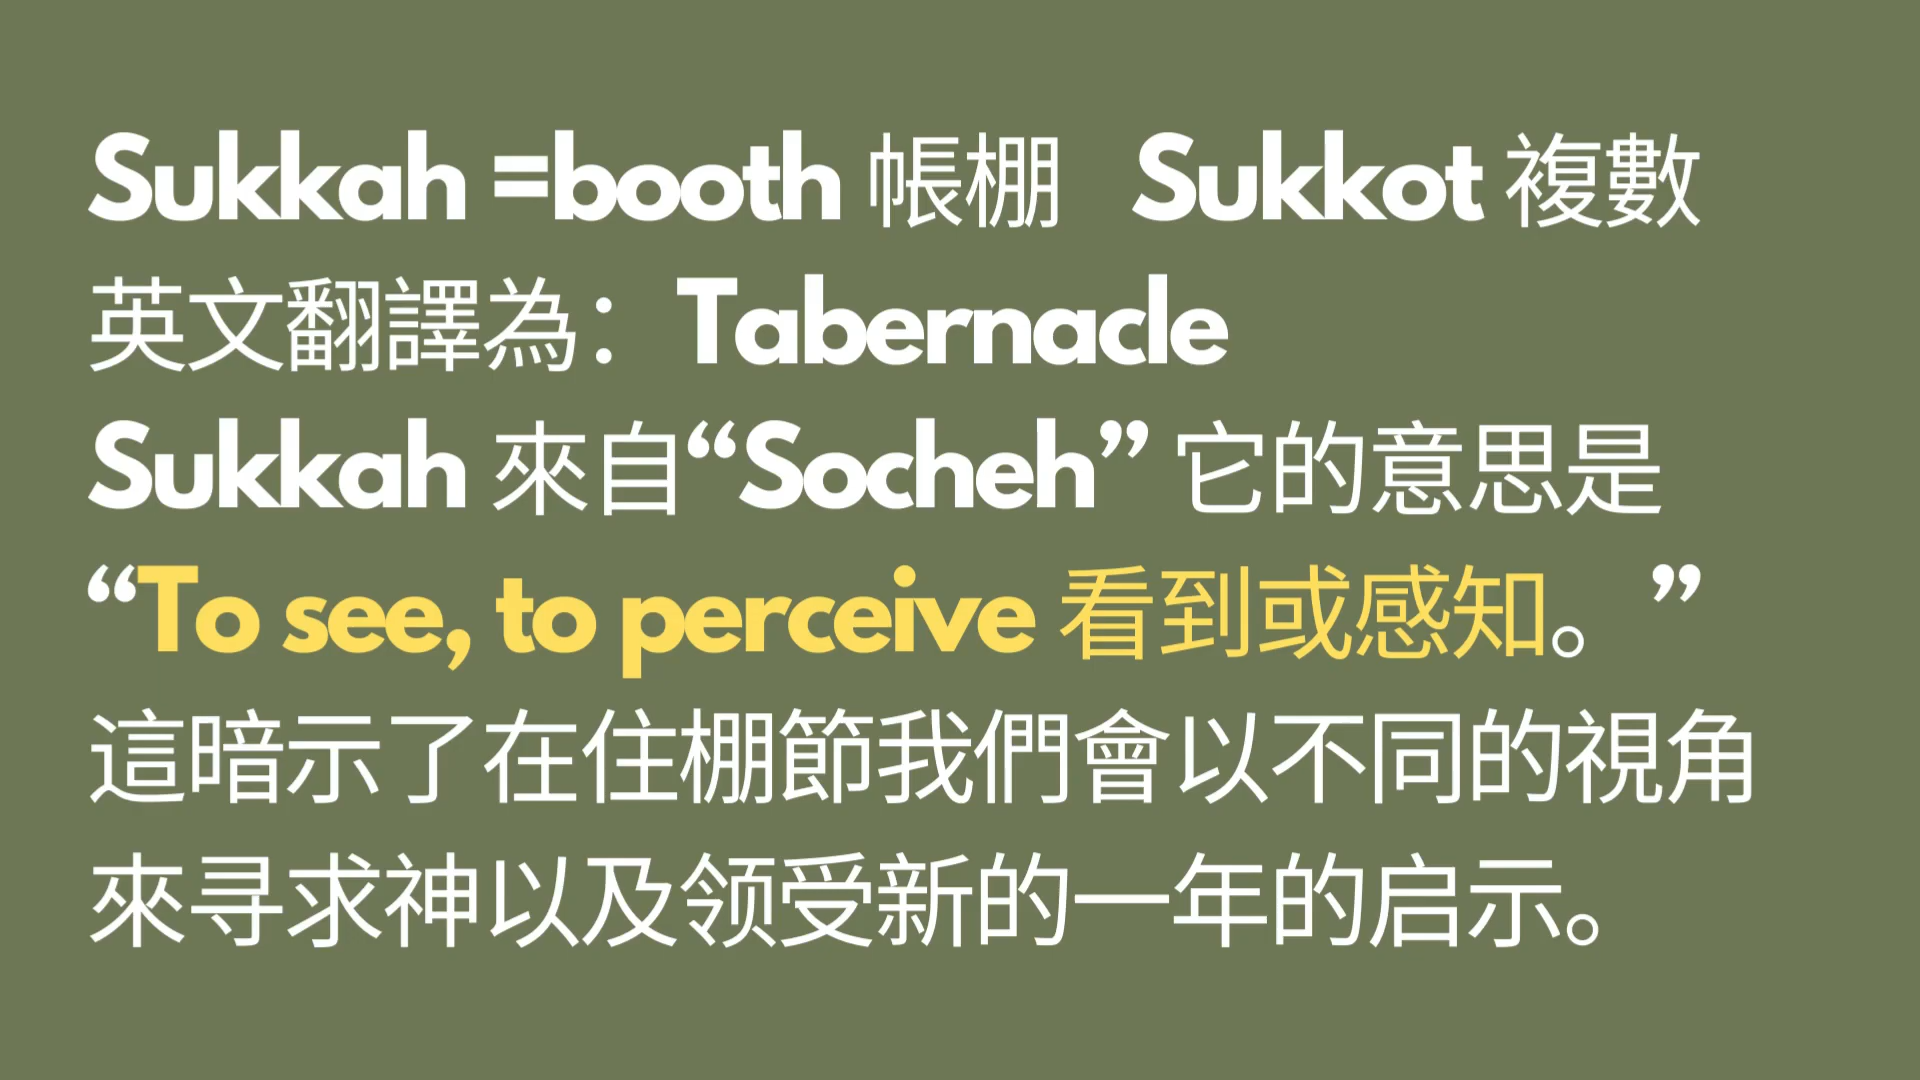 Sukkah =booth 帳棚 Sukkot 複數
英文翻譯為：Tabernacle
Sukkah 來自“Socheh” 它的意思是
“To see, to perceive 看到或感知。”
這暗示了在住棚節我們會以不同的視角
來寻求神以及领受新的一年的启示。